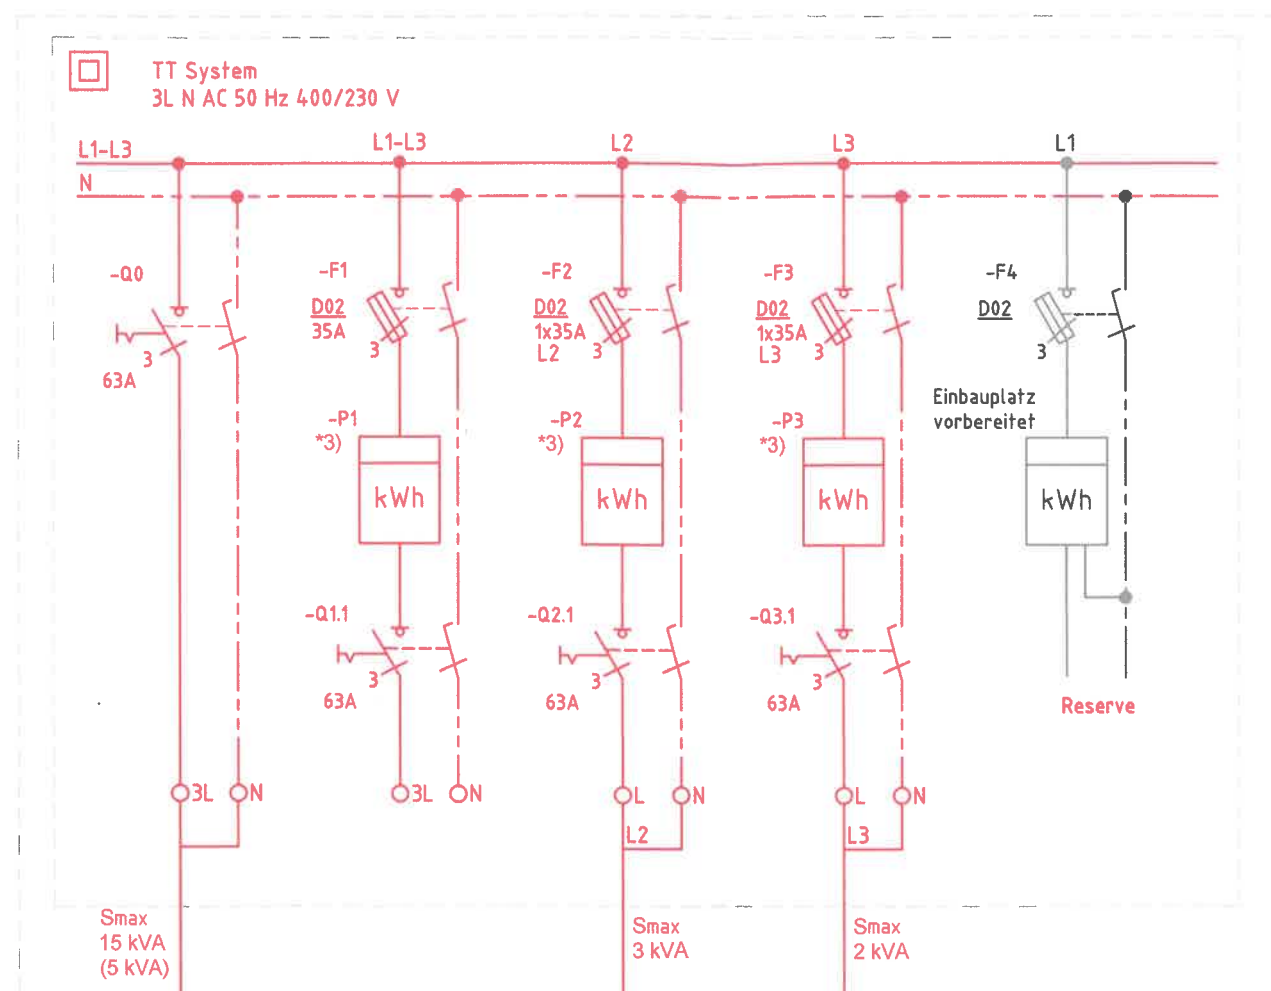 TT System
3L N AC 50 Hz 400/230 V
L1-L3
N
L1-L3
L2
L3
L1
-Q0
3
63A
-F1
D02
35A
3
-F2
D02
1x35A
L2
3
-F3
D02
1x35A
L3
3
-F4
D02
3
Einbauplatz
vorbereitet
-P1
*3)
kWh
-P2
*3)
kWh
-P3
*3)
kWh
kWh
-Q1.1
3
63A
-Q2.1
3
63A
-Q3.1
3
63A
Reserve
3L
N
3L
N
L
N
L
N
L2
L3
Smax
15 kVA
(5 kVA)
Smax
3 kVA
Smax
2 kVA